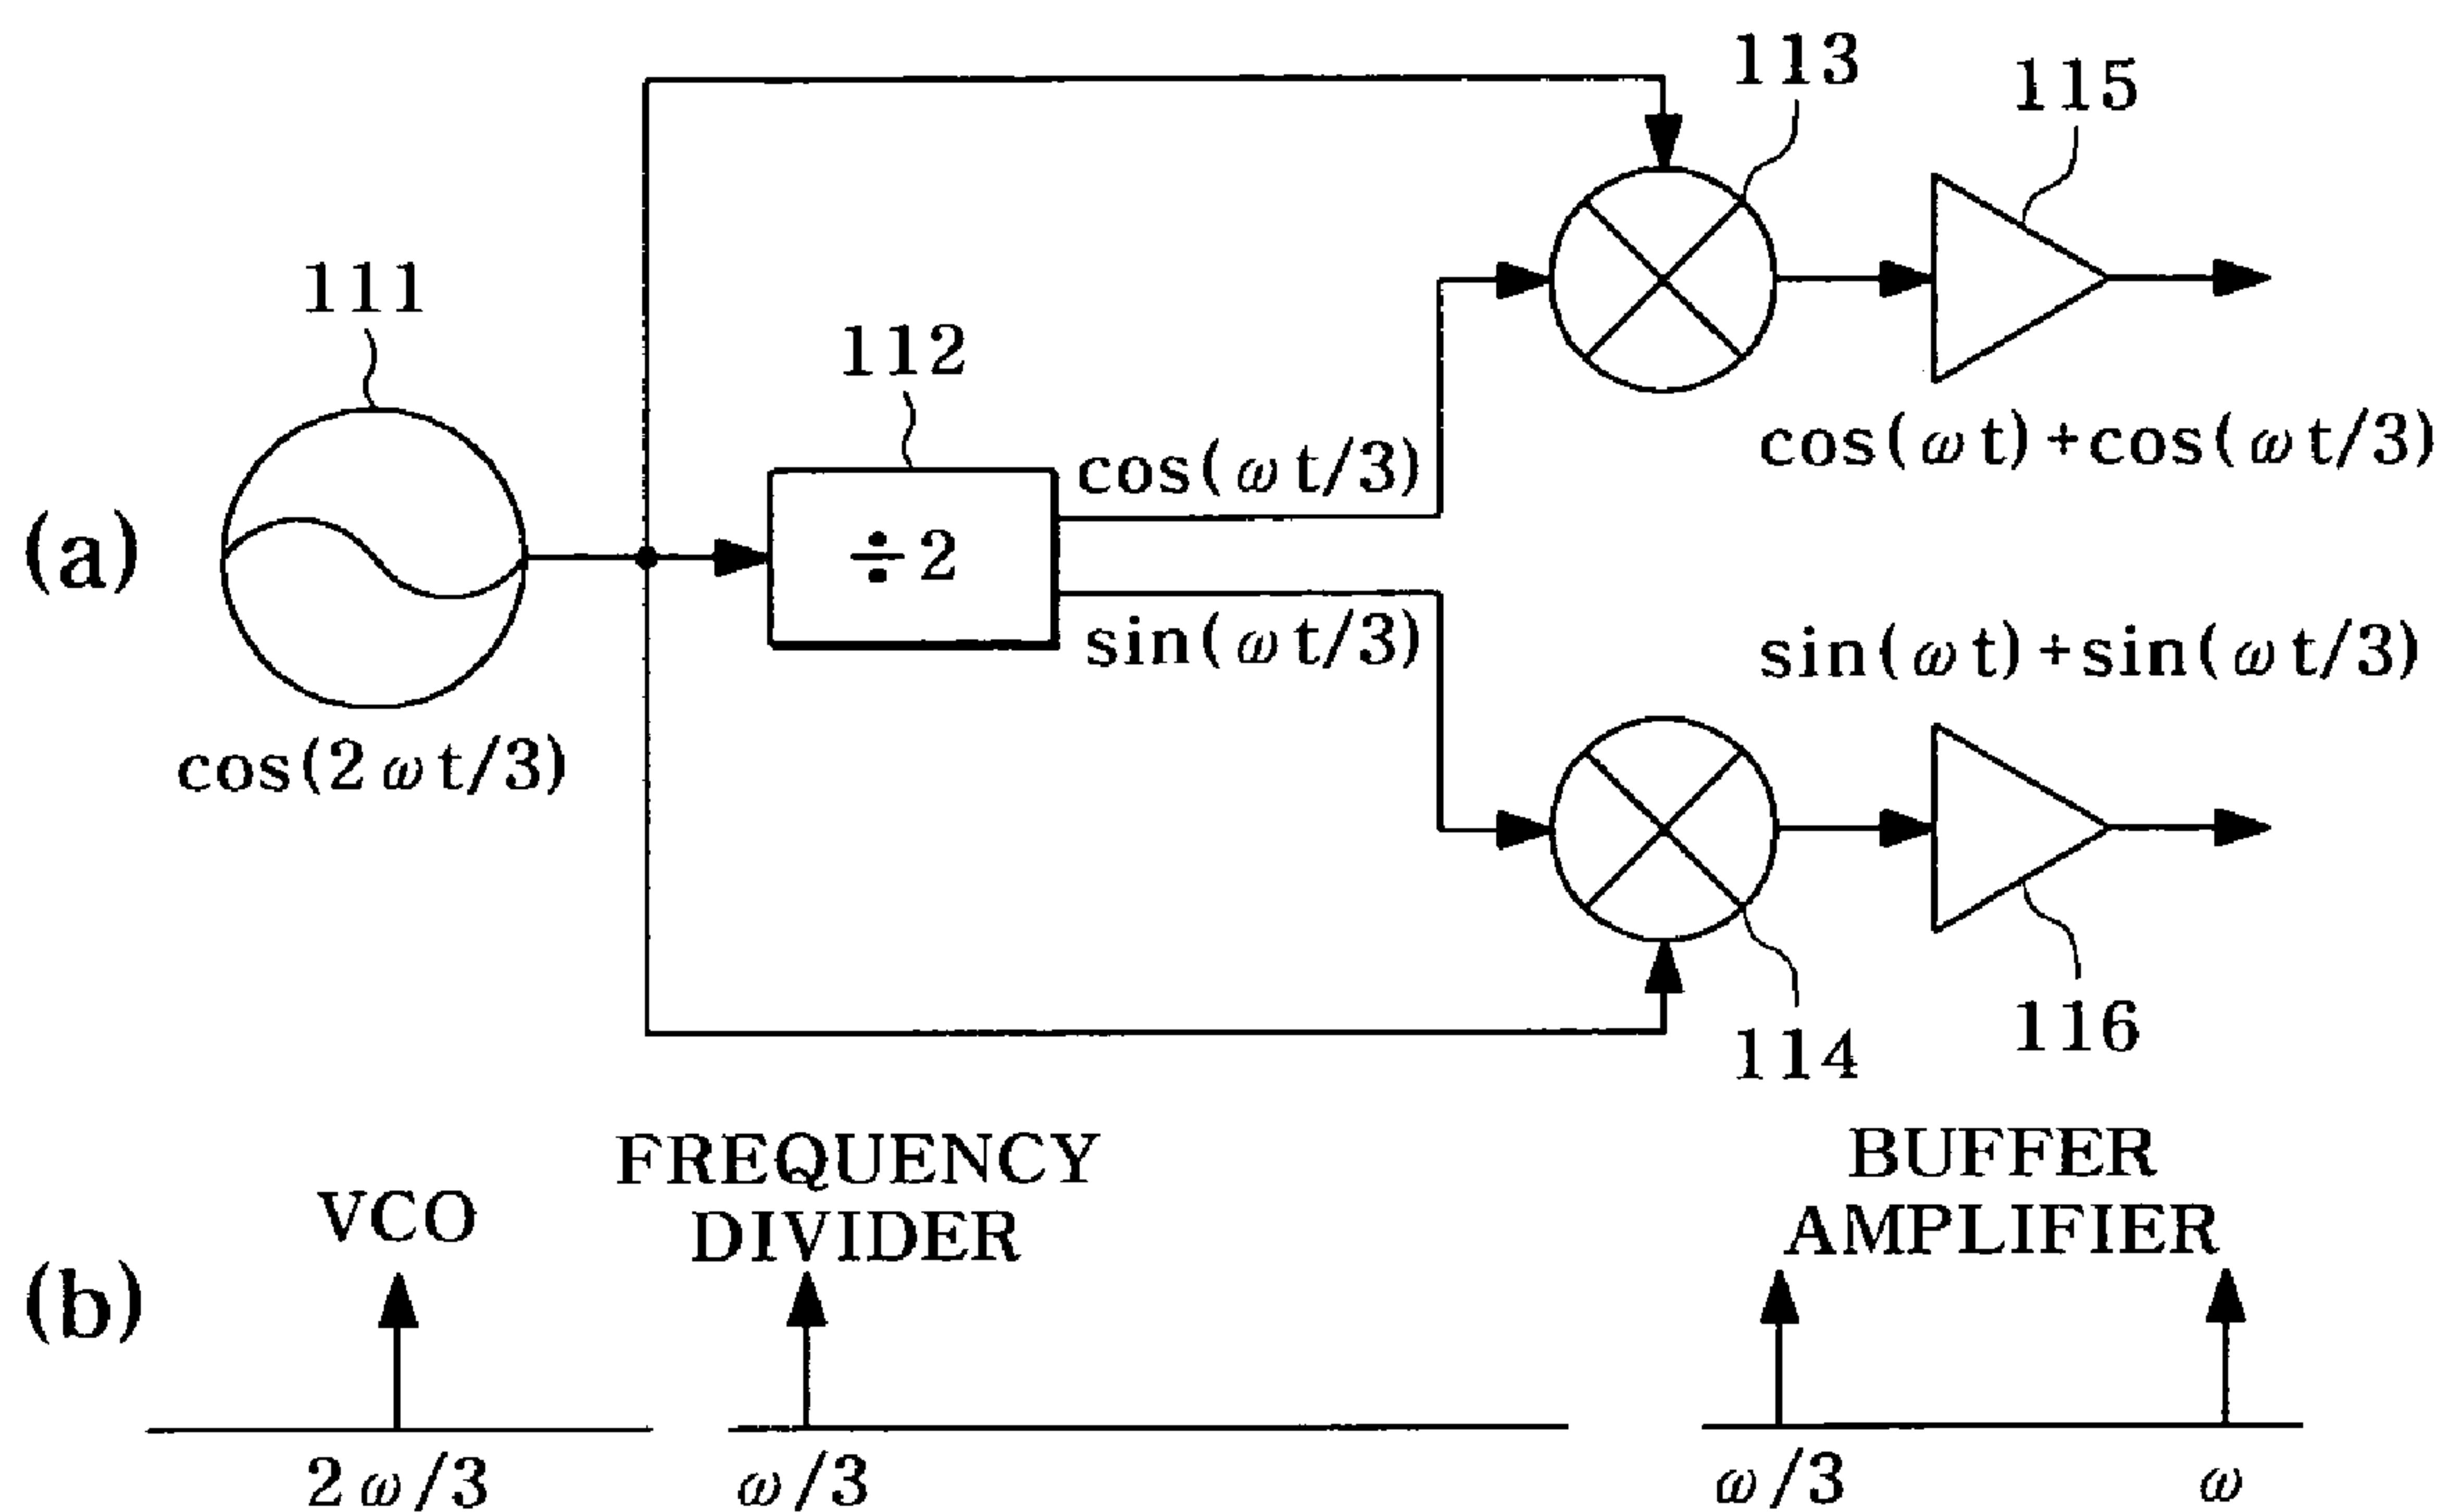 113
115
111
112
cos(ωt/3)
cos(ωt)+cos(ωt/3)
(a)
÷2
sin(ωt/3)
sin(ωt)+sin(ωt/3)
cos(2ωt/3)
114
116
FREQUENCY
DIVIDER
BUFFER
AMPLIFIER
VCO
(b)
2ω/3
ω/3
ω/3
ω